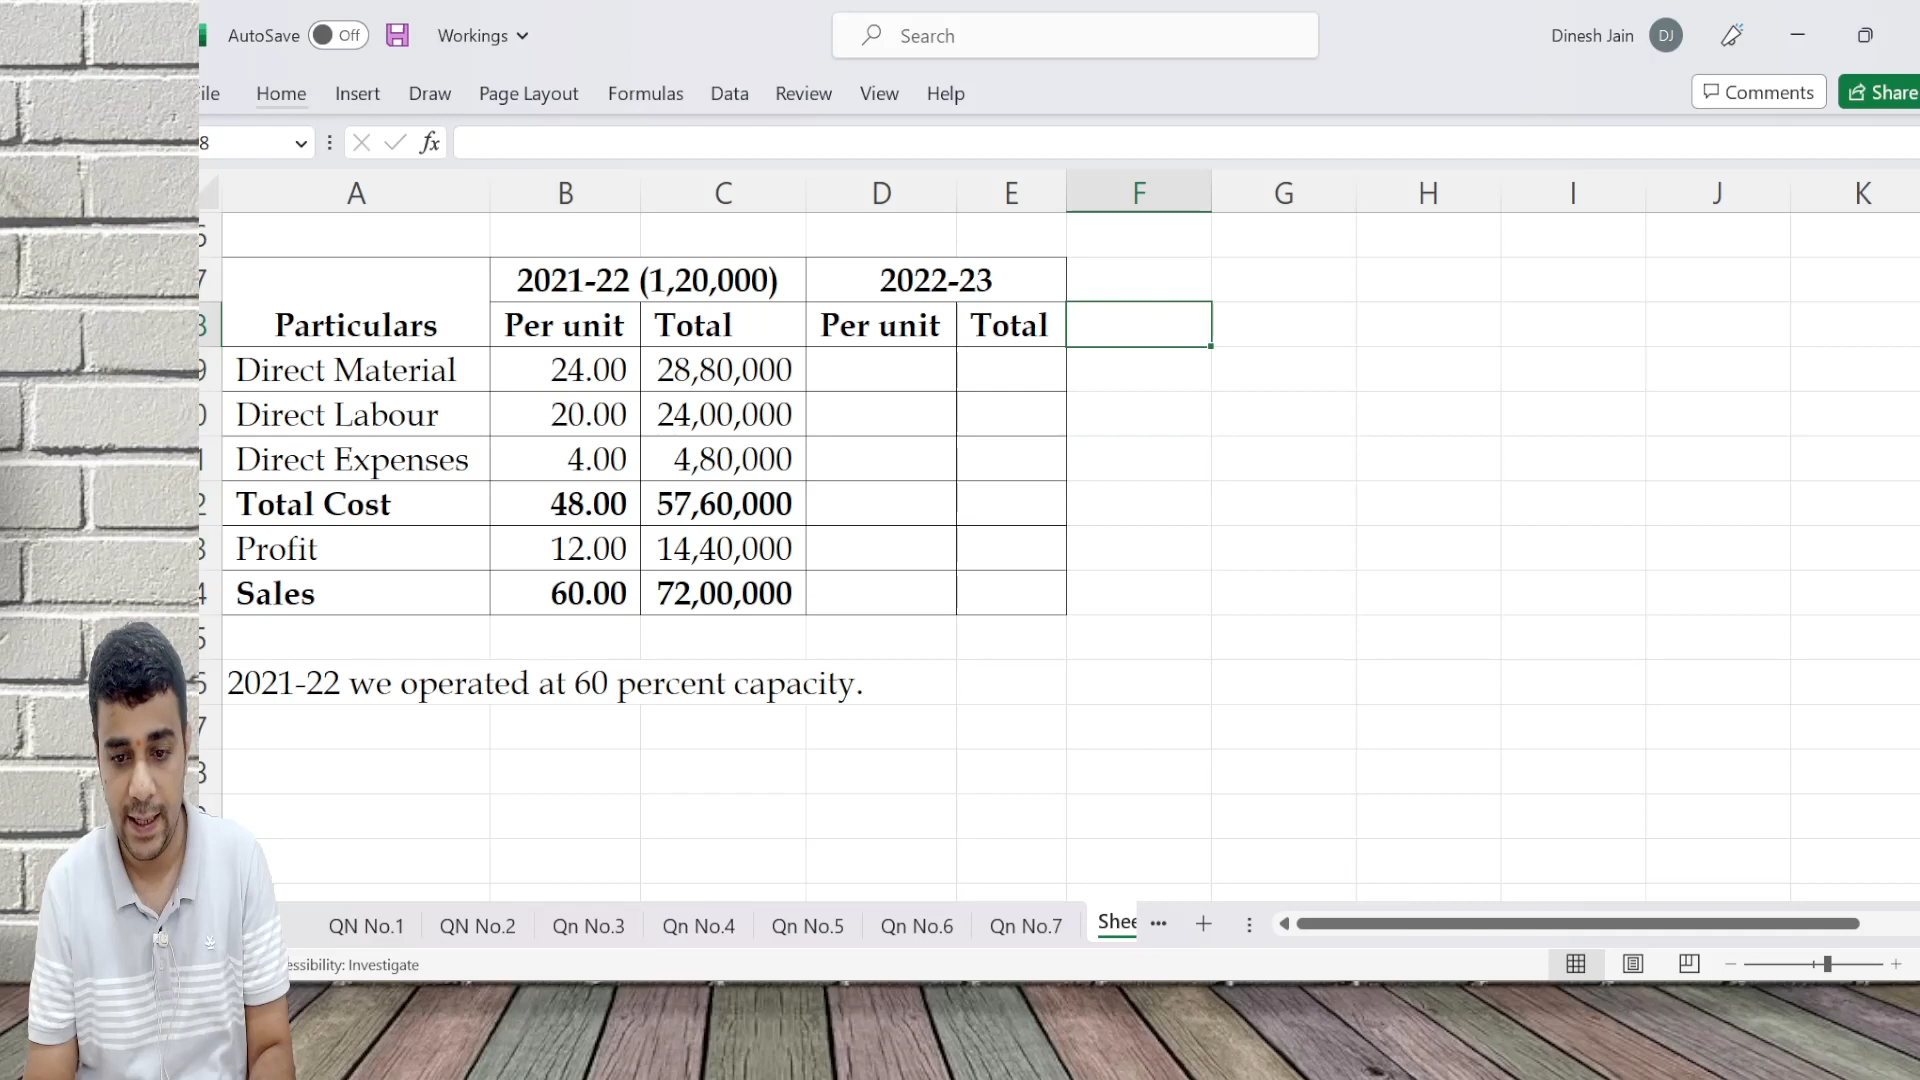 AutoSave Off Workings Search Dinesh Jain DJ
ile Home Insert Draw Page Layout Formulas Data Review View Help Comments Share
8 fx
A B C D E F G H I J K
2021-22 (1,20,000) 2022-23
Particulars Per unit Total Per unit Total
Direct Material 24.00 28,80,000
Direct Labour 20.00 24,00,000
Direct Expenses 4.00 4,80,000
Total Cost 48.00 57,60,000
Profit 12.00 14,40,000
Sales 60.00 72,00,000
2021-22 we operated at 60 percent capacity.
QN No.1 QN No.2 Qn No.3 Qn No.4 Qn No.5 Qn No.6 Qn No.7 Shee
essibility: Investigate